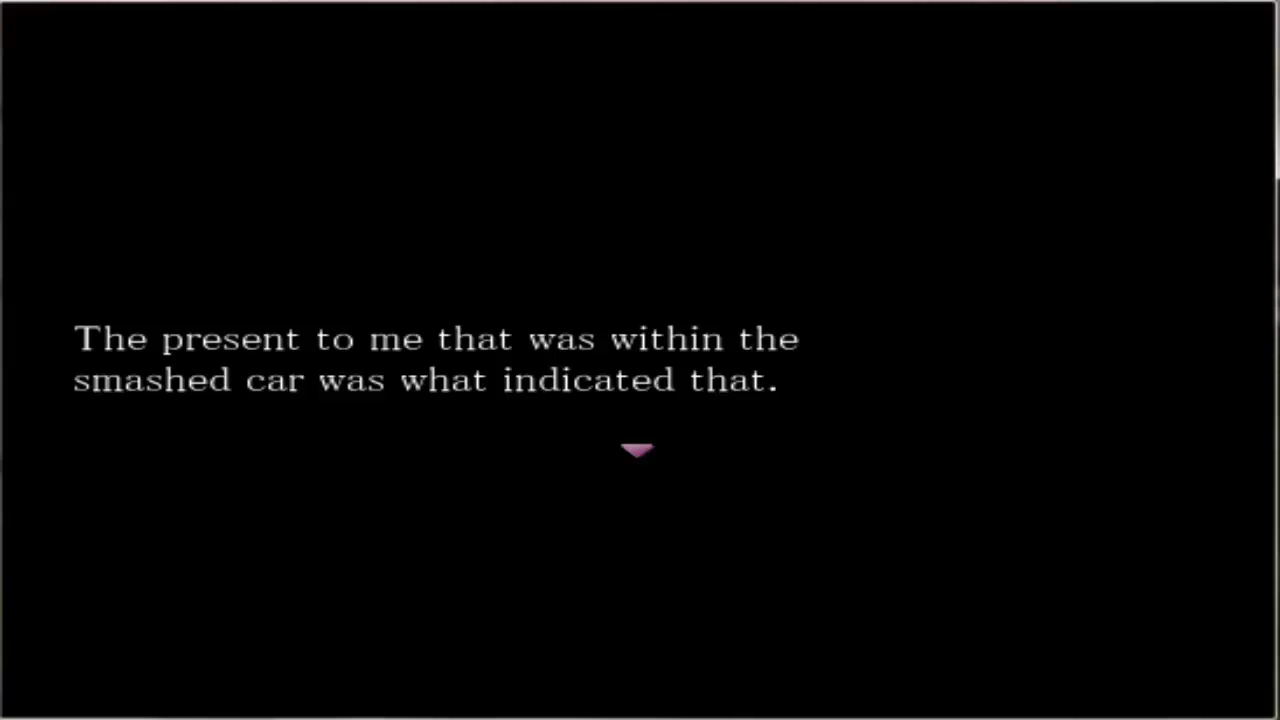 The present to me that was within the
smashed car was what indicated that.